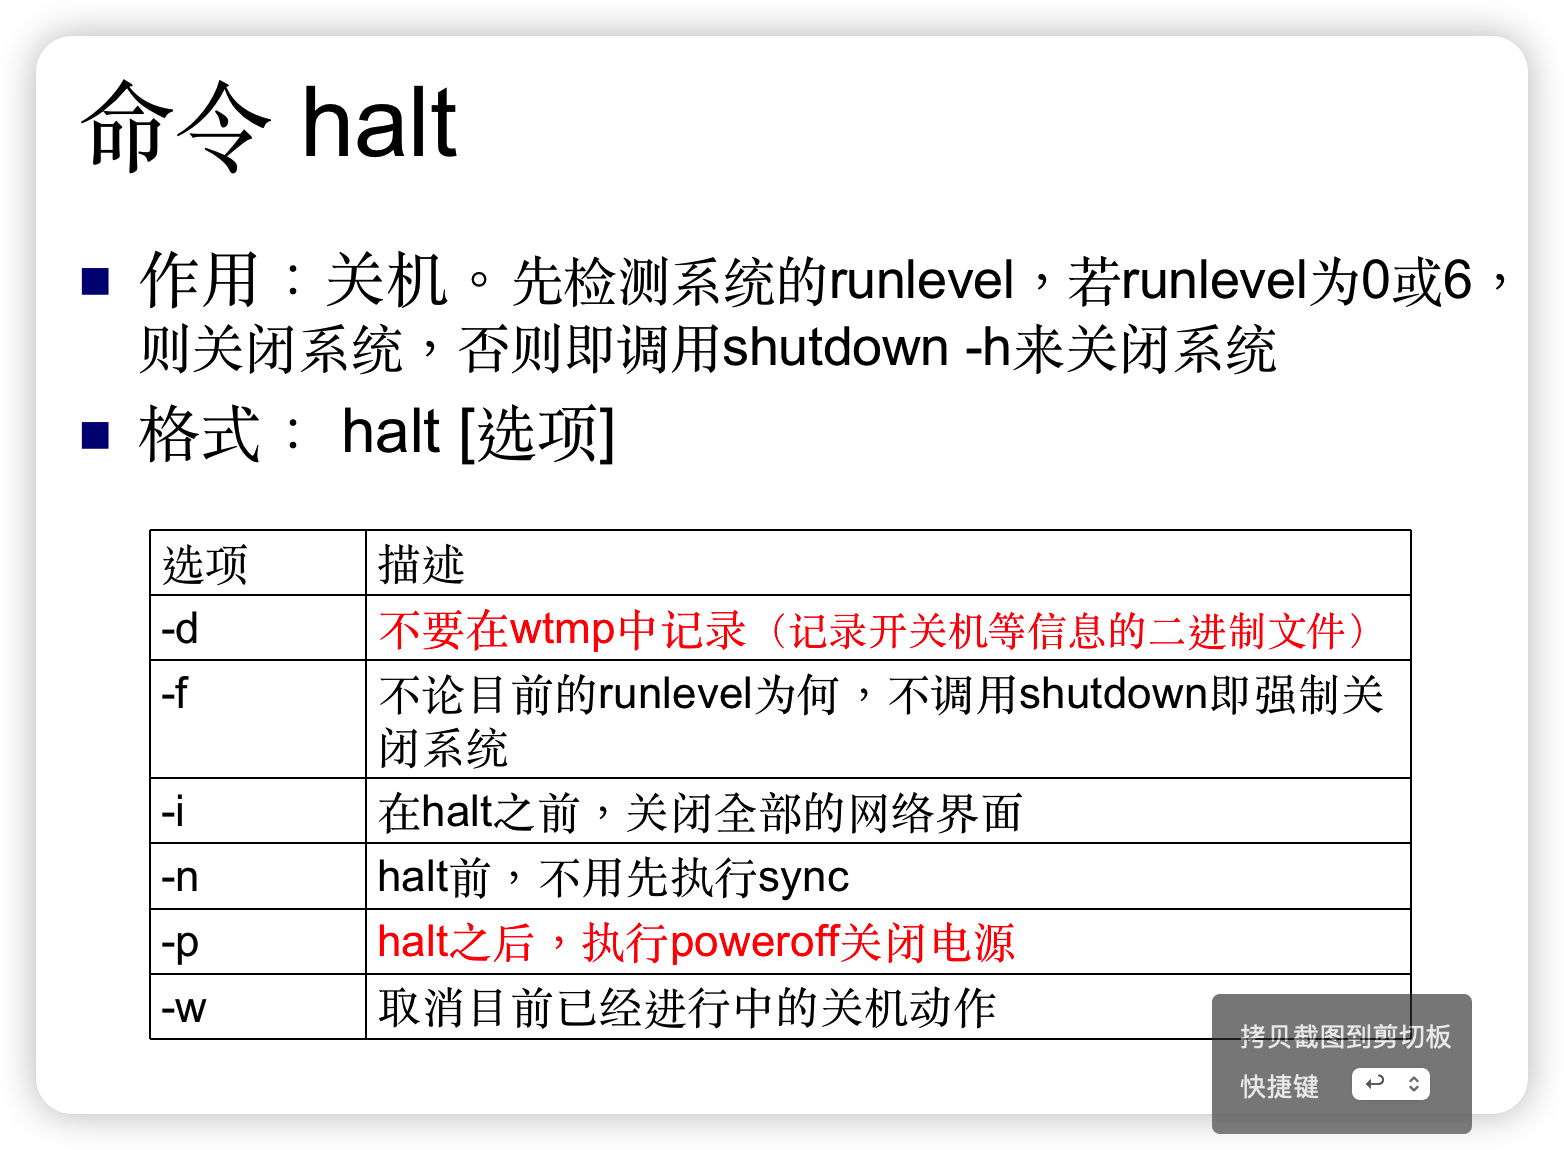 命令 halt
作用：关机。先检测系统的runlevel，若runlevel为0或6，
则关闭系统，否则即调用shutdown -h来关闭系统
格式： halt [选项]
选项 描述
-d 不要在wtmp中记录（记录开关机等信息的二进制文件）
-f 不论目前的runlevel为何，不调用shutdown即强制关
闭系统
-i 在halt之前，关闭全部的网络界面
-n halt前，不用先执行sync
-p halt之后，执行poweroff关闭电源
-w 取消目前已经进行中的关机动作
拷贝截图到剪切板
快捷键